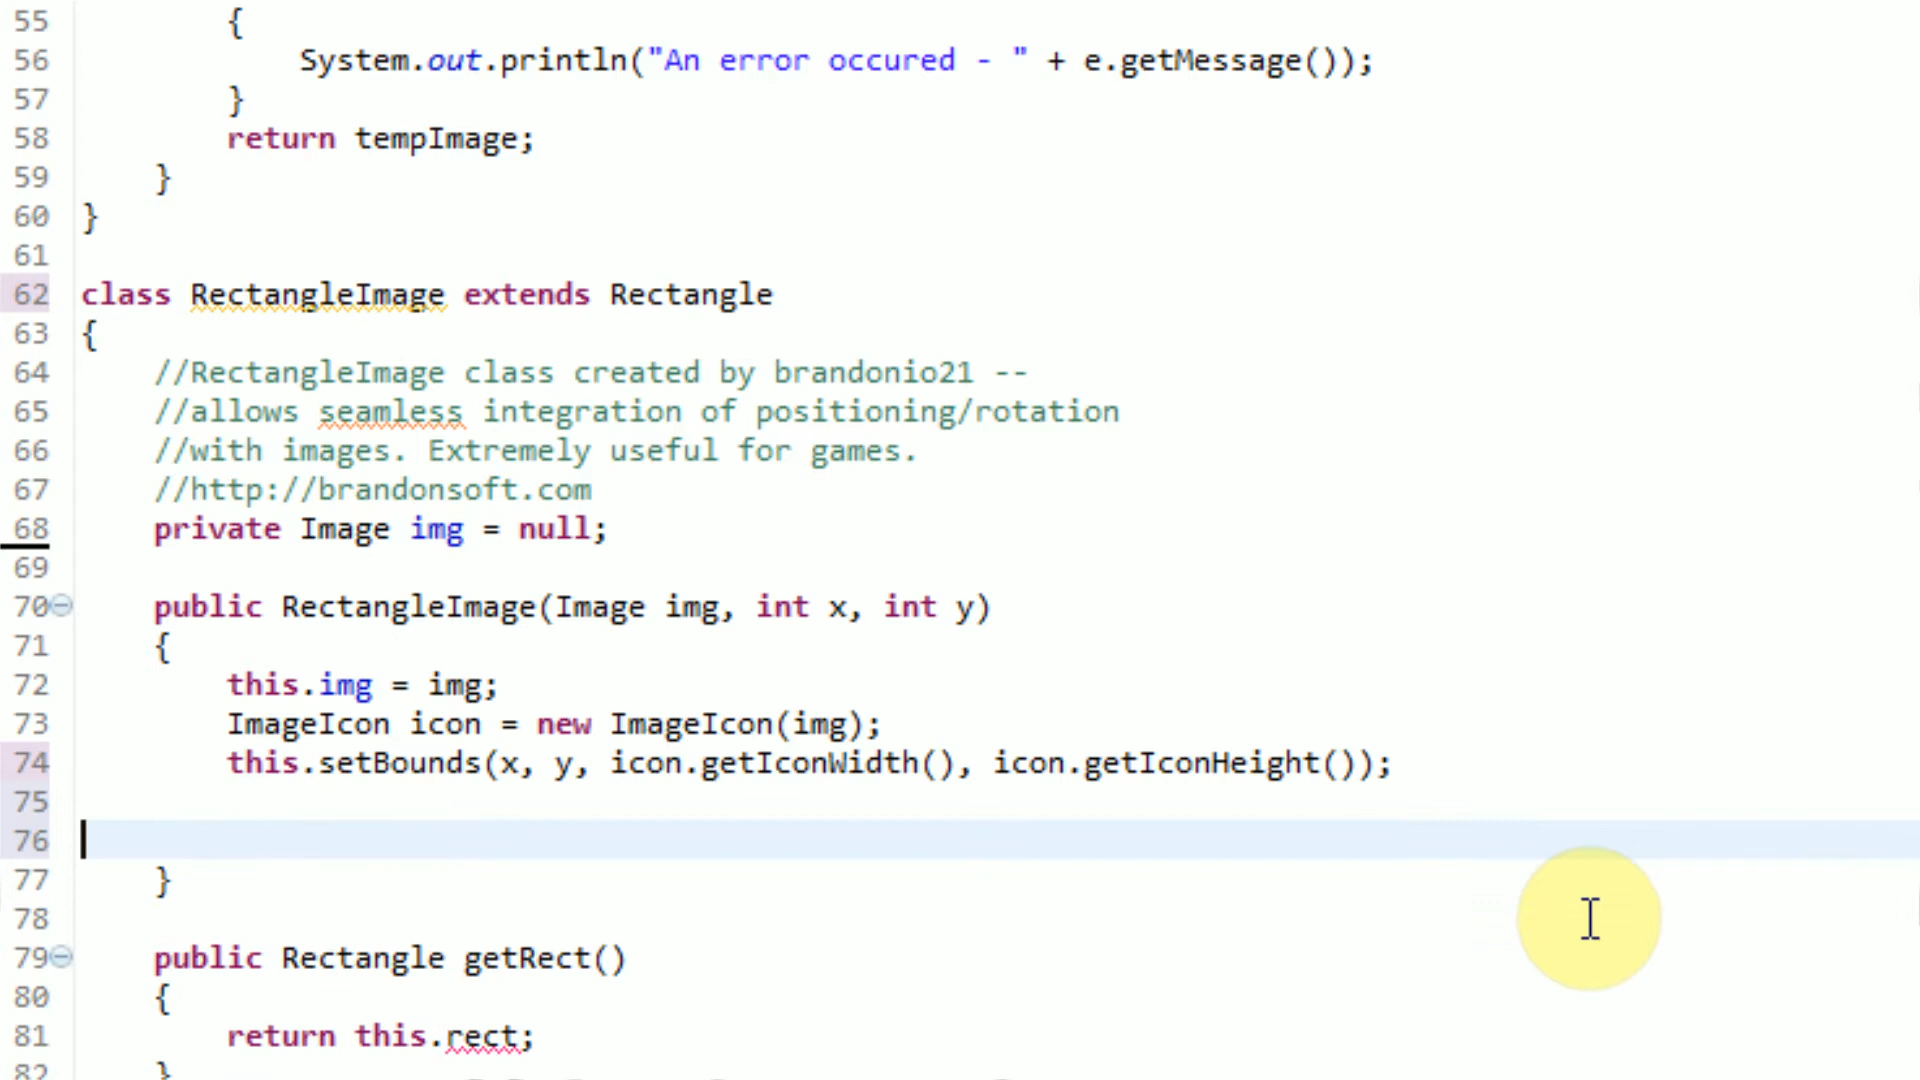 55 {
56 System.out.println("An error occured - " + e.getMessage());
57 }
58 return tempImage;
59 }
60 }
61
62 class RectangleImage extends Rectangle
63 {
64 //RectangleImage class created by brandonio21 --
65 //allows seamless integration of positioning/rotation
66 //with images. Extremely useful for games.
67 //http://brandonsoft.com
68 private Image img = null;
69
70 public RectangleImage(Image img, int x, int y)
71 {
72 this.img = img;
73 ImageIcon icon = new ImageIcon(img);
74 this.setBounds(x, y, icon.getIconWidth(), icon.getIconHeight());
75
76
77 }
78
79 public Rectangle getRect()
80 {
81 return this.rect;
82 }